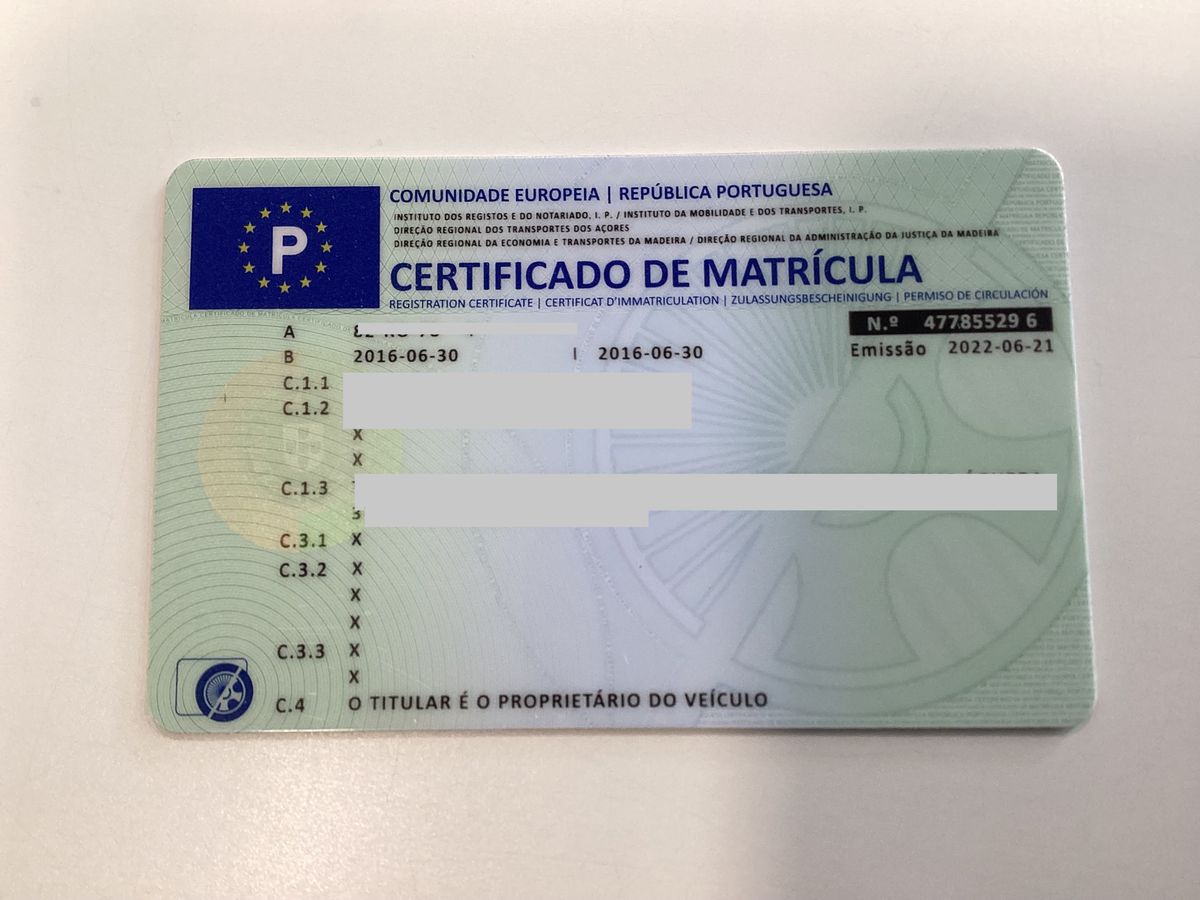 P
COMUNIDADE EUROPEIA | REPÚBLICA PORTUGUESA
INSTITUTO DOS REGISTOS E DO NOTARIADO, I. P. / INSTITUTO DA MOBILIDADE E DOS TRANSPORTES, I. P.
DIREÇÃO REGIONAL DOS TRANSPORTES DOS AÇORES
DIREÇÃO REGIONAL DA ECONOMIA E TRANSPORTES DA MADEIRA / DIREÇÃO REGIONAL DA ADMINISTRAÇÃO DA JUSTIÇA DA MADEIRA
CERTIFICADO DE MATRÍCULA
REGISTRATION CERTIFICATE | CERTIFICAT D'IMMATRICULATION | ZULASSUNGSBESCHEINIGUNG | PERMISO DE CIRCULACIÓN
N.º 47785529 6
A
B 2016-06-30 I 2016-06-30
Emissão 2022-06-21
C.1.1
C.1.2
X
X
C.1.3
3
C.3.1 X
C.3.2 X
X
X
C.3.3 X
X
C.4 O TITULAR É O PROPRIETÁRIO DO VEÍCULO